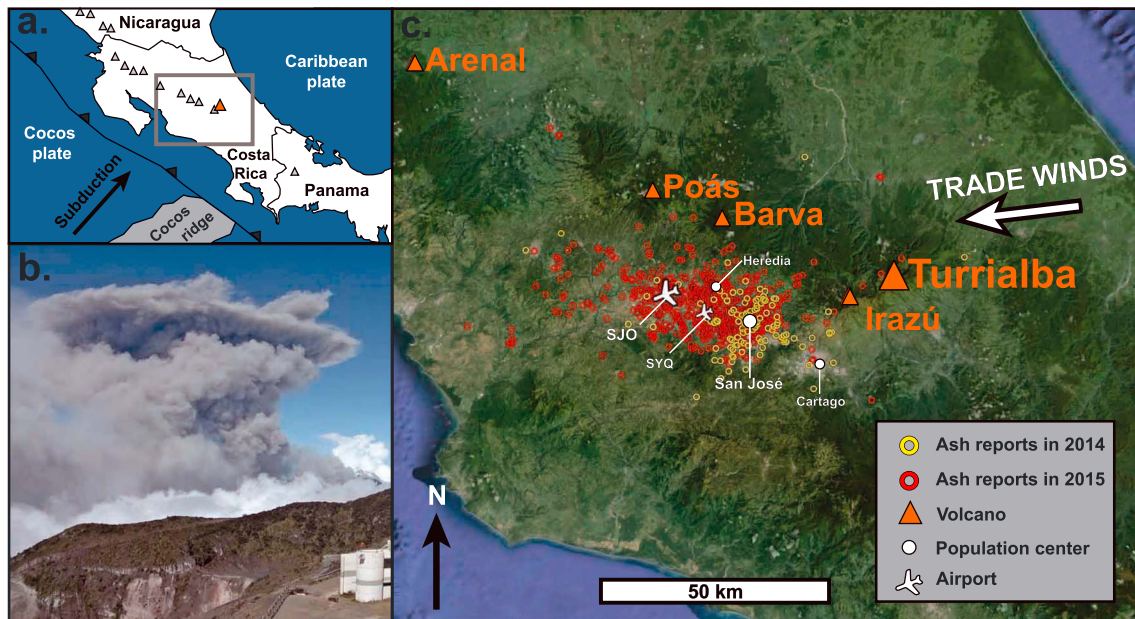 a.
Nicaragua
Caribbean
plate
Cocos
plate
Subduction
Costa
Rica
Panama
Cocos
ridge
b.
c.
Arenal
Poás
Barva
TRADE WINDS
Turrialba
Irazú
Heredia
SJO
SYQ
San José
Cartago
N
50 km
Ash reports in 2014
Ash reports in 2015
Volcano
Population center
Airport